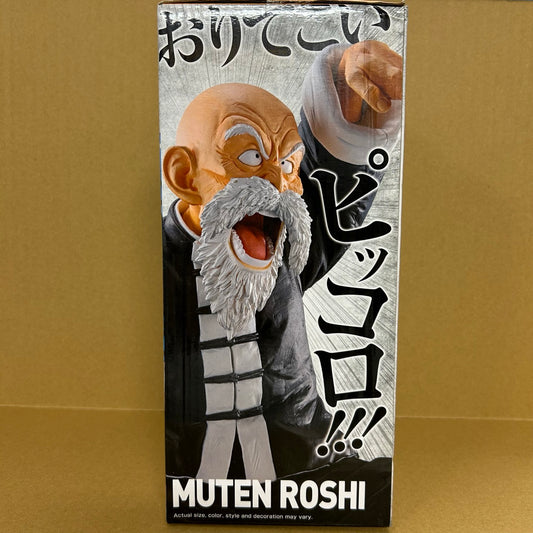 おりてこい
ピッコロ!!!
MUTEN ROSHI
Actual size, color, style and decoration may vary.